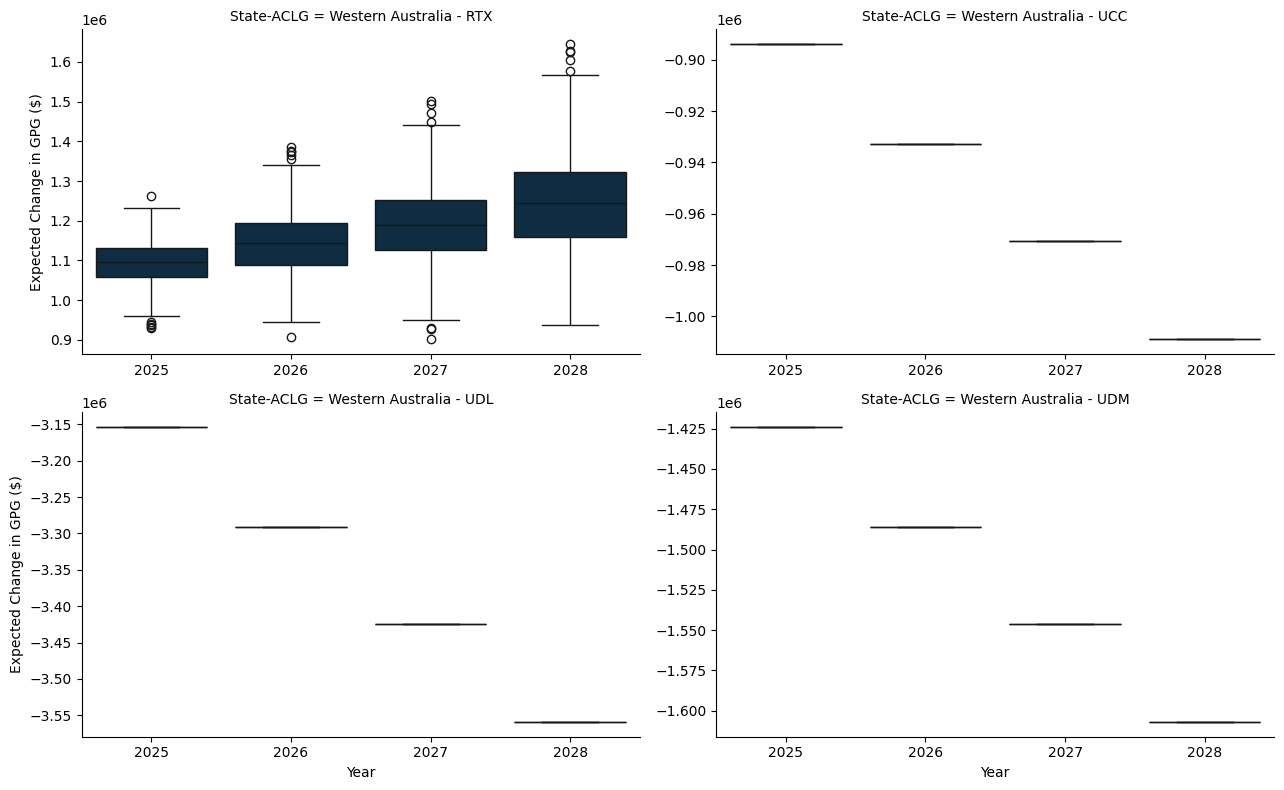 State-ACLG = Western Australia - RTX
1e6
Expected Change in GPG ($)
1.6
1.5
1.4
1.3
1.2
1.1
1.0
0.9
2025 2026 2027 2028
State-ACLG = Western Australia - UCC
1e6
−0.90
−0.92
−0.94
−0.96
−0.98
−1.00
2025 2026 2027 2028
State-ACLG = Western Australia - UDL
1e6
Expected Change in GPG ($)
−3.15
−3.20
−3.25
−3.30
−3.35
−3.40
−3.45
−3.50
−3.55
2025 2026 2027 2028
Year
State-ACLG = Western Australia - UDM
1e6
−1.425
−1.450
−1.475
−1.500
−1.525
−1.550
−1.575
−1.600
2025 2026 2027 2028
Year